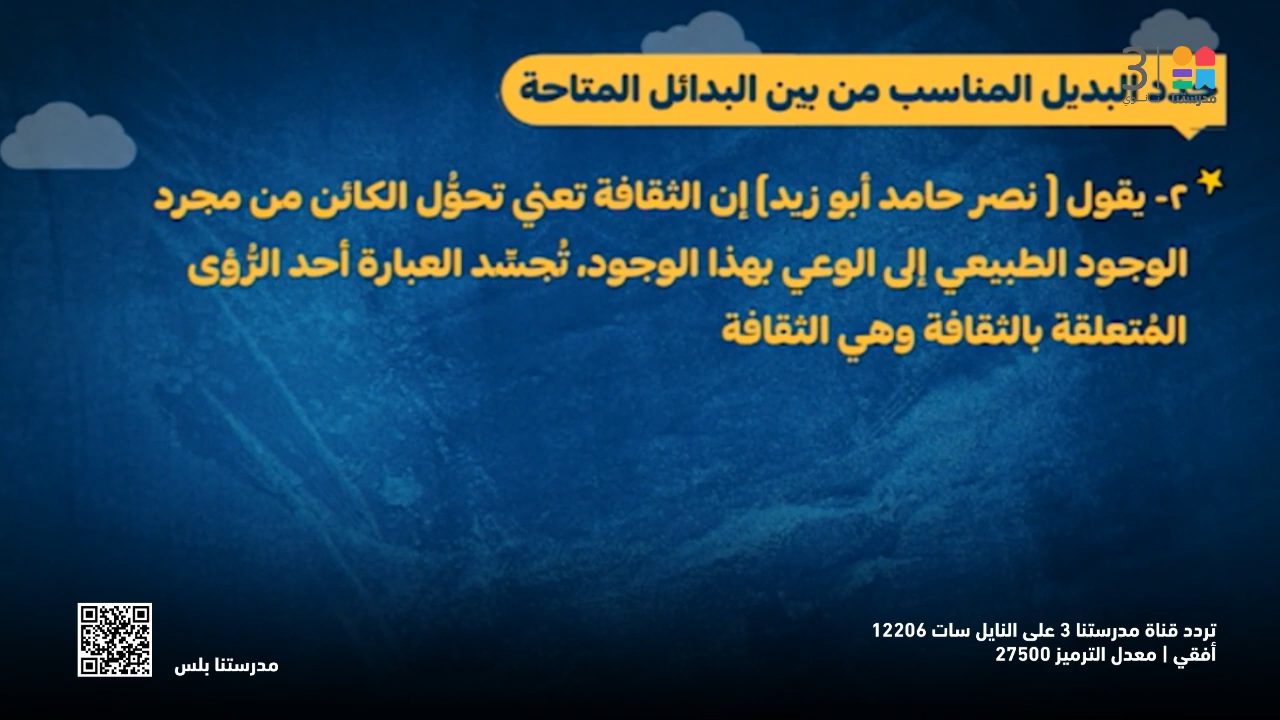 البديل المناسب من بين البدائل المتاحة
3
مدرستنا
٢- يقول ( نصر حامد أبو زيد) إن الثقافة تعني تحوُّل الكائن من مجرد
الوجود الطبيعي إلى الوعي بهذا الوجود، تُجسِّد العبارة أحد الرُّؤى
المُتعلقة بالثقافة وهي الثقافة
تردد قناة مدرستنا 3 على النايل سات 12206
أفقي | معدل الترميز 27500
مدرستنا بلس